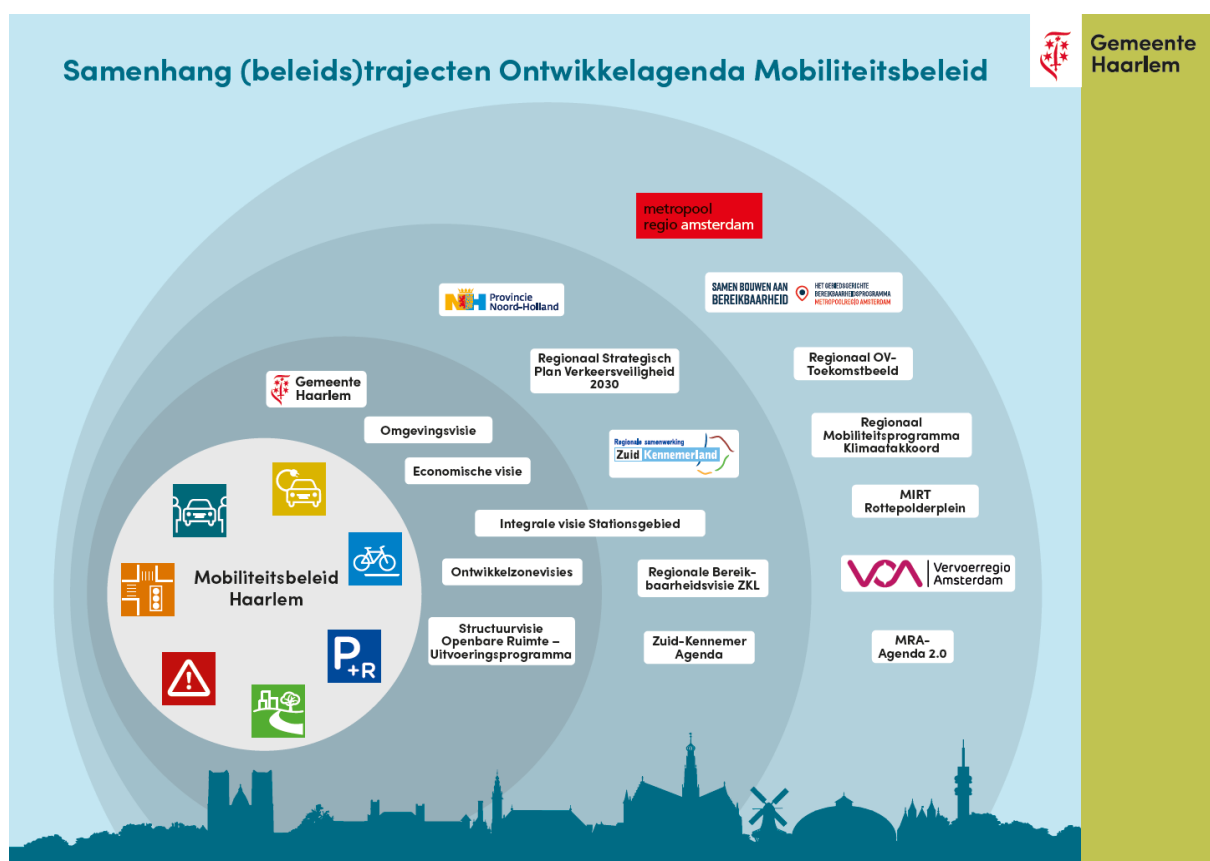 Samenhang (beleids)trajecten Ontwikkelagenda Mobiliteitsbeleid
Gemeente
Haarlem
metropool
regio amsterdam
SAMEN BOUWEN AAN
BEREIKBAARHEID
HET GEBIEDSGERICHTE
BEREIKBAARHEIDSPROGRAMMA
METROPOOLREGIO AMSTERDAM
NH Provincie
Noord-Holland
Regionaal Strategisch
Plan Verkeersveiligheid
2030
Regionaal OV-
Toekomstbeeld
Gemeente
Haarlem
Omgevingsvisie
Regionaal
Mobiliteitsprogramma
Klimaatakkoord
Regionale samenwerking
Zuid Kennemerland
Economische visie
MIRT
Rottepolderplein
Integrale visie Stationsgebied
Ontwikkelzonevisies
Regionale Bereik-
baarheidsvisie ZKL
VOA Vervoerregio
Amsterdam
Mobiliteitsbeleid
Haarlem
Structuurvisie
Openbare Ruimte –
Uitvoeringsprogramma
Zuid-Kennemer
Agenda
MRA-
Agenda 2.0
P+R